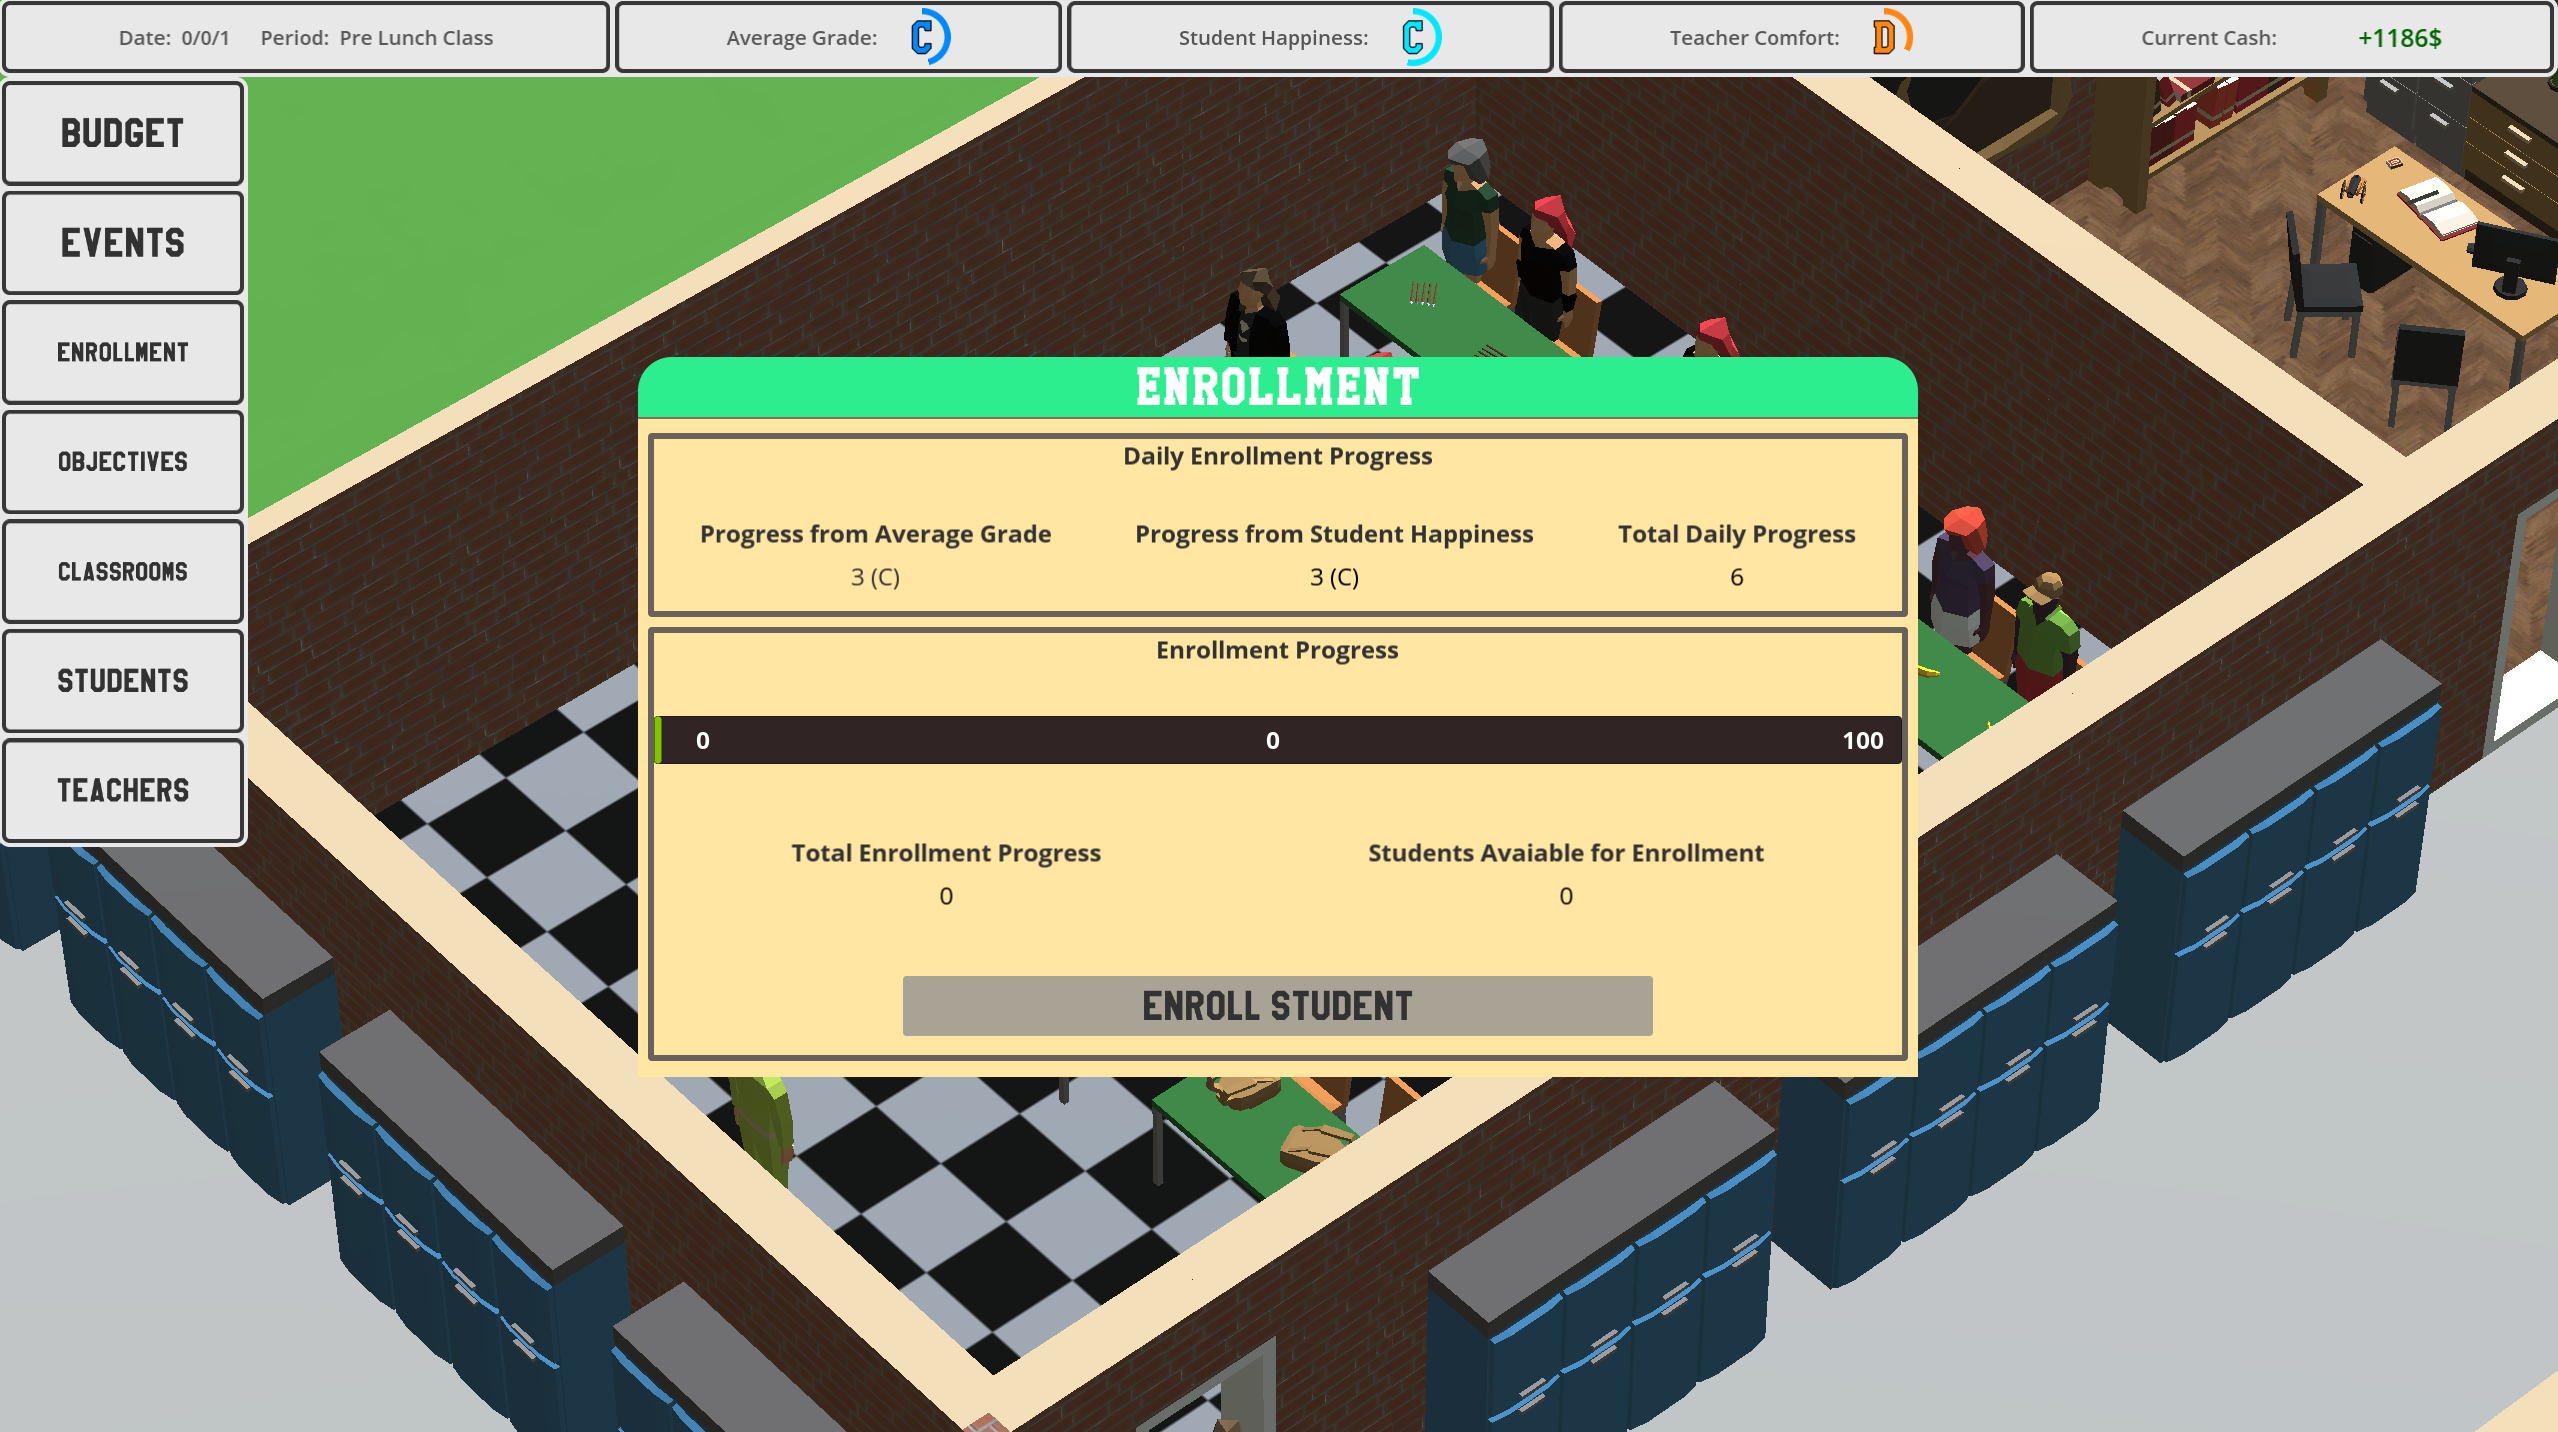 Date: 0/0/1 Period: Pre Lunch Class
Average Grade: C
Student Happiness: C
Teacher Comfort: D
Current Cash: +1186$
BUDGET
EVENTS
ENROLLMENT
OBJECTIVES
CLASSROOMS
STUDENTS
TEACHERS
ENROLLMENT
Daily Enrollment Progress
Progress from Average Grade Progress from Student Happiness Total Daily Progress
3 (C) 3 (C) 6
Enrollment Progress
0 0 100
Total Enrollment Progress Students Avaiable for Enrollment
0 0
ENROLL STUDENT